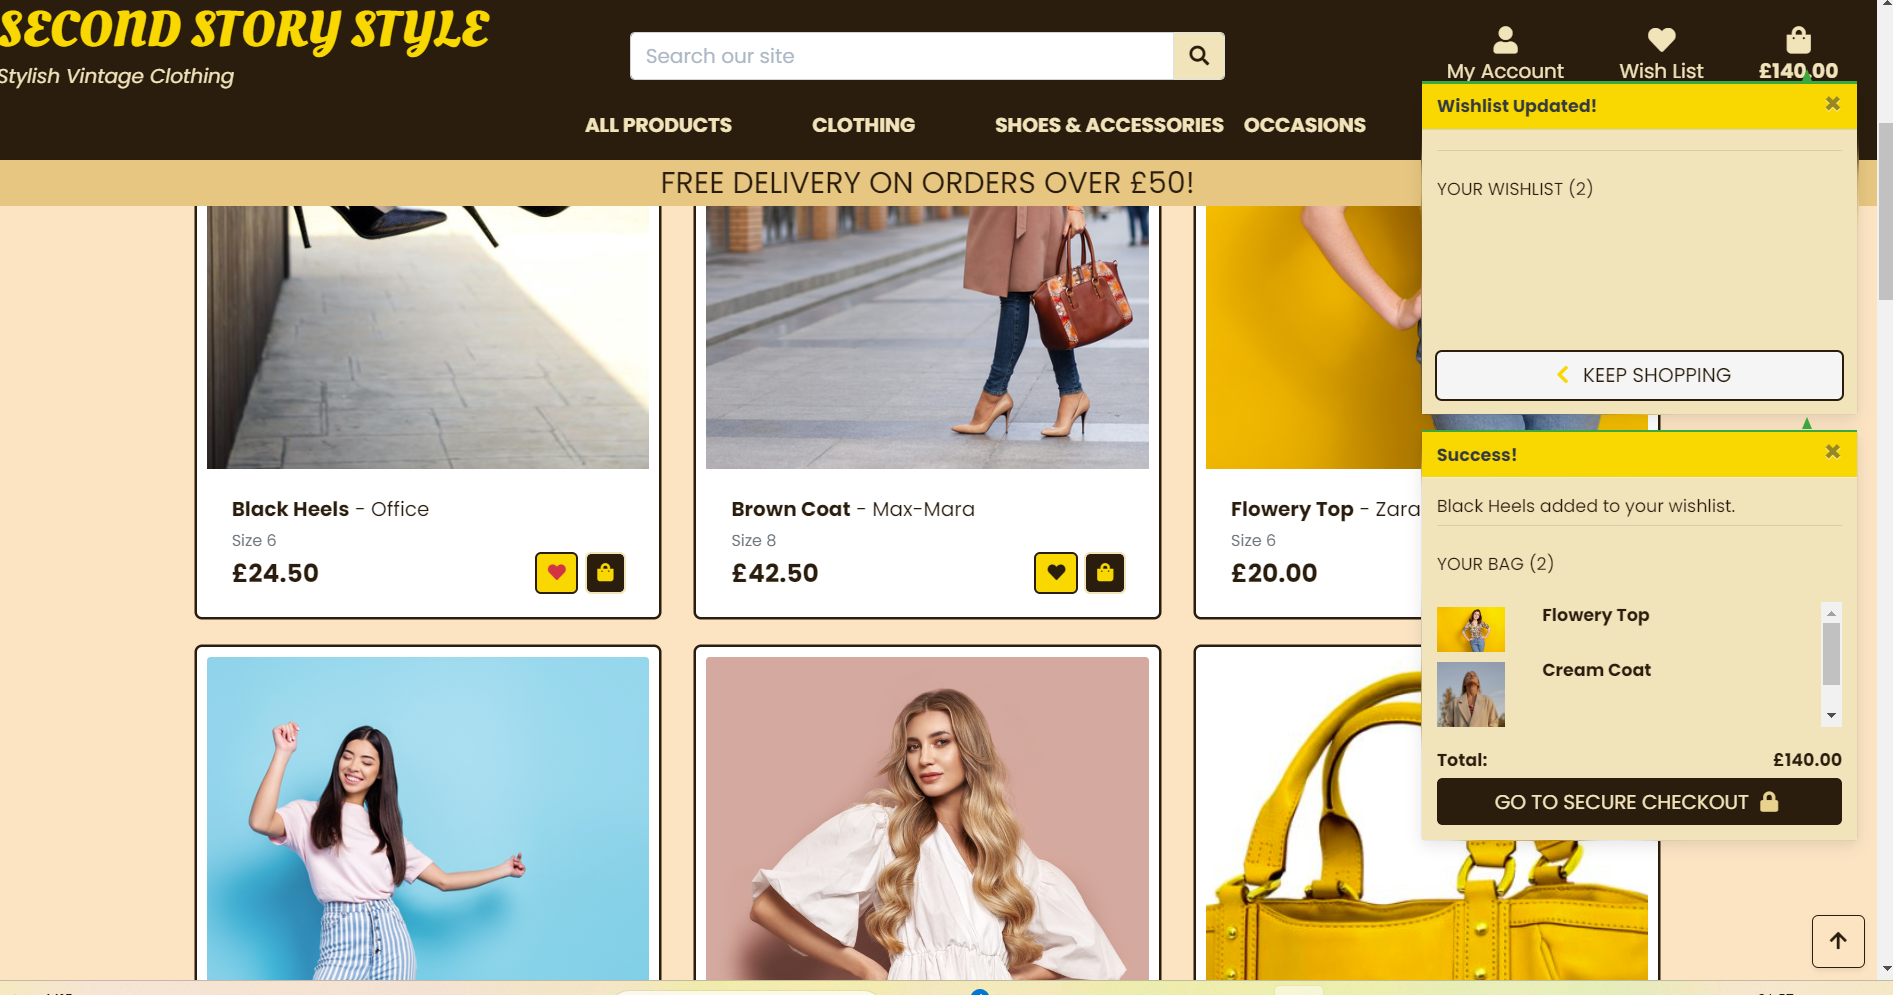 SECOND STORY STYLE
Stylish Vintage Clothing
Search our site
My Account
Wish List
£140.00
ALL PRODUCTS
CLOTHING
SHOES & ACCESSORIES
OCCASIONS
FREE DELIVERY ON ORDERS OVER £50!
Wishlist Updated!
YOUR WISHLIST (2)
KEEP SHOPPING
Success!
Black Heels added to your wishlist.
YOUR BAG (2)
Flowery Top
Cream Coat
Total: £140.00
GO TO SECURE CHECKOUT
Black Heels - Office
Size 6
£24.50
Brown Coat - Max-Mara
Size 8
£42.50
Flowery Top - Zara
Size 6
£20.00